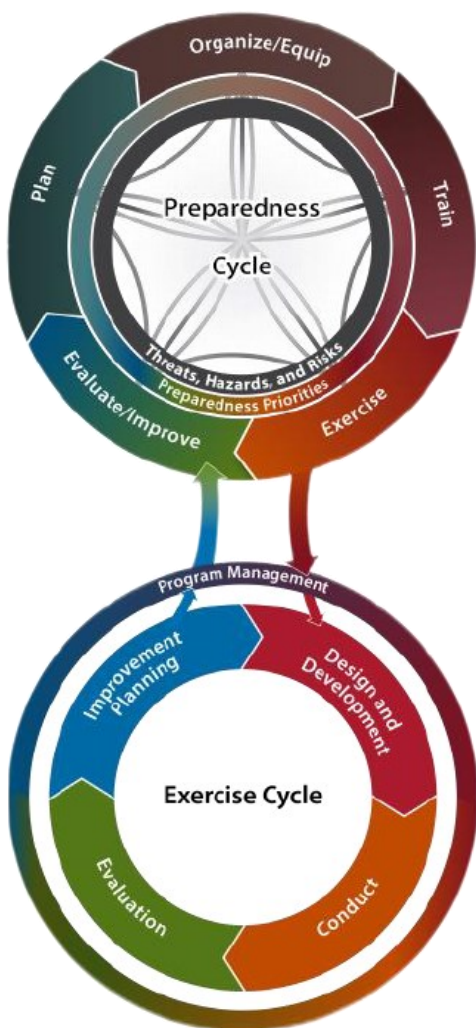 Organize/Equip
Plan
Train
Preparedness
Cycle
Threats, Hazards, and Risks
Preparedness Priorities
Evaluate/Improve
Exercise
Program Management
Improvement
Planning
Design and
Development
Exercise Cycle
Evaluation
Conduct